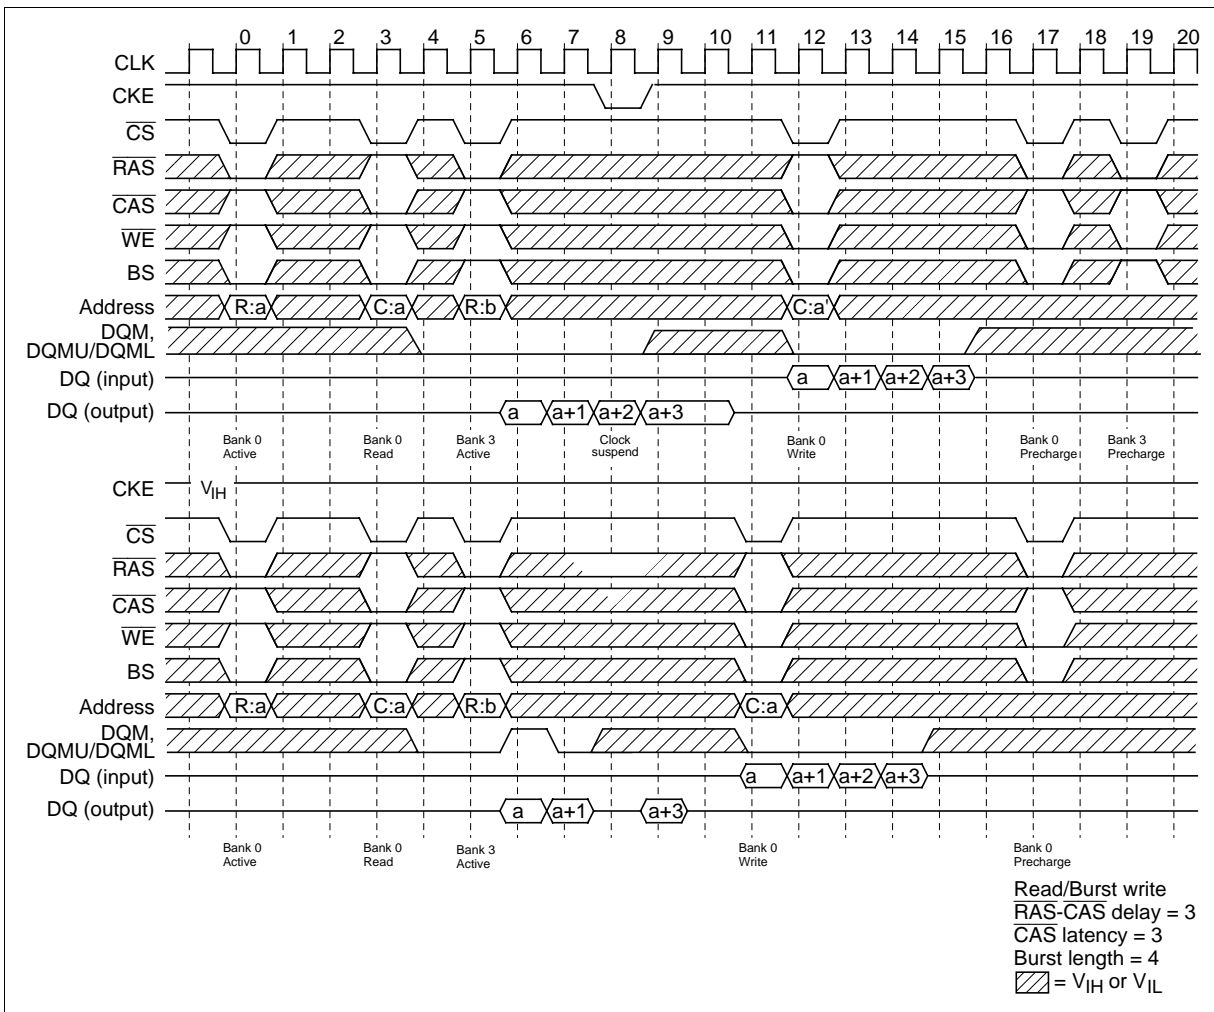 0 1 2 3 4 5 6 7 8 9 10 11 12 13 14 15 16 17 18 19 20
CLK
CKE
CS
RAS
CAS
WE
BS
Address R:a C:a R:b C:a'
DQM,
DQMU/DQML
DQ (input) a a+1 a+2 a+3
DQ (output) a a+1 a+2 a+3
Bank 0 Active
Bank 0 Read
Bank 3 Active
Clock suspend
Bank 0 Write
Bank 0 Precharge
Bank 3 Precharge
CKE VIH
CS
RAS
CAS
WE
BS
Address R:a C:a R:b C:a
DQM,
DQMU/DQML
DQ (input) a a+1 a+2 a+3
DQ (output) a a+1 a+3
Bank 0 Active
Bank 0 Read
Bank 3 Active
Bank 0 Write
Bank 0 Precharge
Read/Burst write
RAS-CAS delay = 3
CAS latency = 3
Burst length = 4
= VIH or VIL